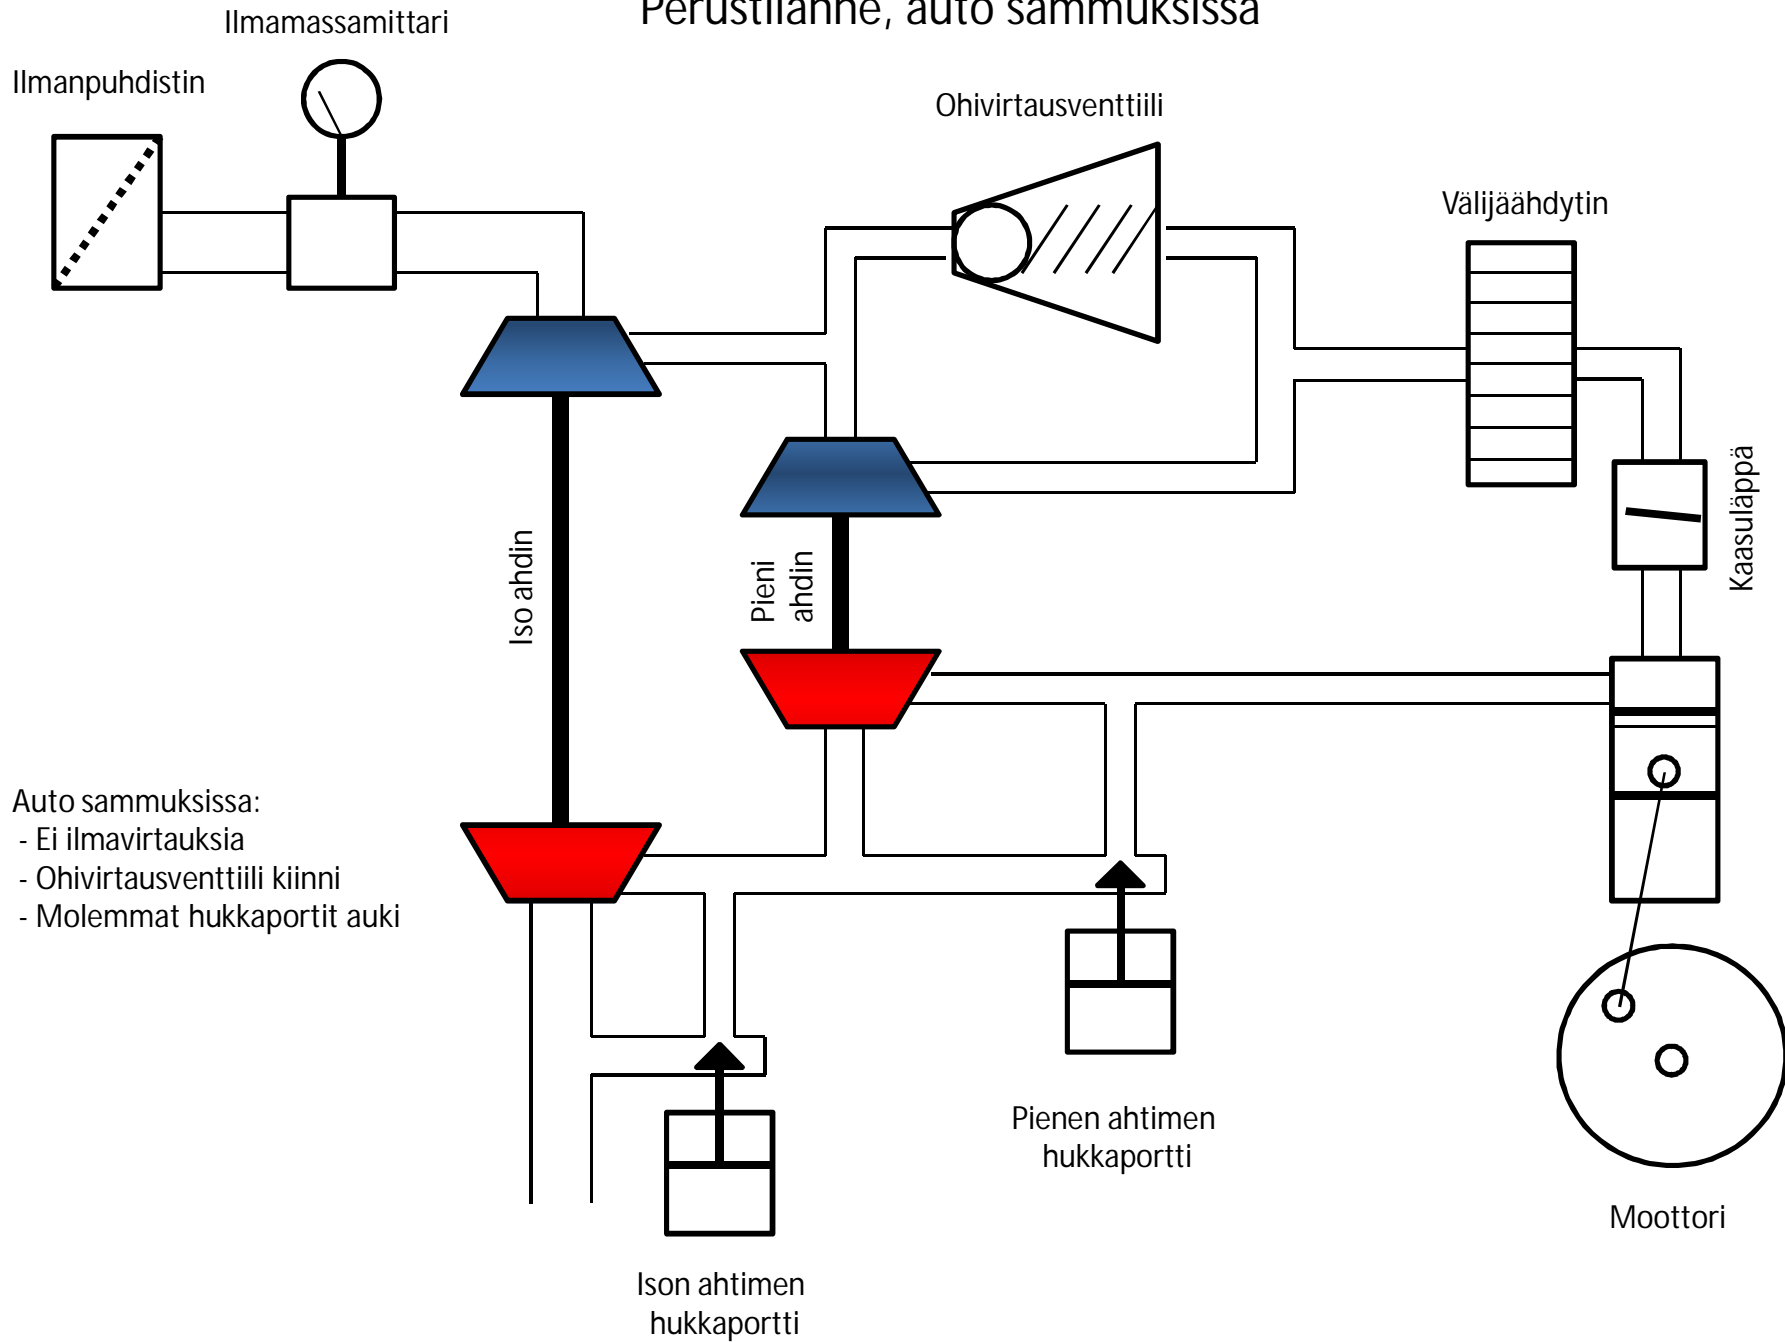 Perustilanne, auto sammuksissa
Ilmamassamittari
Ilmanpuhdistin
Ohivirtausventtiili
Välijäähdytin
Kaasuläppä
Iso ahdin
Pieni
ahdin
Auto sammuksissa:
- Ei ilmavirtauksia
- Ohivirtausventtiili kiinni
- Molemmat hukkaportit auki
Pienen ahtimen
hukkaportti
Moottori
Ison ahtimen
hukkaportti